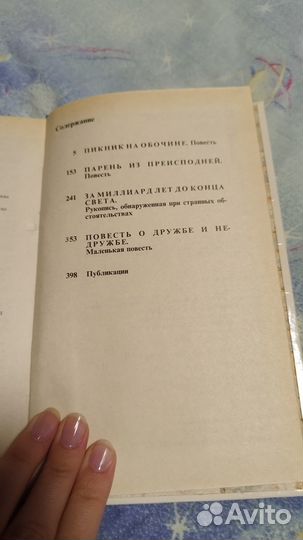 Содержание
5 ПИКНИК НА ОБОЧИНЕ. Повесть
153 ПАРЕНЬ ИЗ ПРЕИСПОДНЕЙ.
Повесть
241 ЗА МИЛЛИАРД ЛЕТ ДО КОНЦА
СВЕТА.
Рукопись, обнаруженная при странных об-
стоятельствах
353 ПОВЕСТЬ О ДРУЖБЕ И НЕ-
ДРУЖБЕ.
Маленькая повесть
398 Публикации
Avito